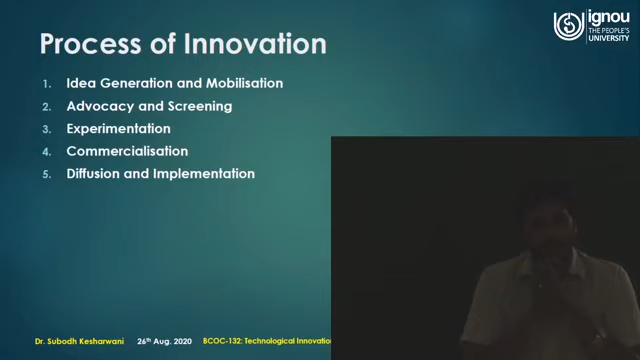 ignou
THE PEOPLE'S
UNIVERSITY
Process of Innovation
1. Idea Generation and Mobilisation
2. Advocacy and Screening
3. Experimentation
4. Commercialisation
5. Diffusion and Implementation
Dr. Subodh Kesharwani 26th Aug. 2020 BCOC-132: Technological Innovation